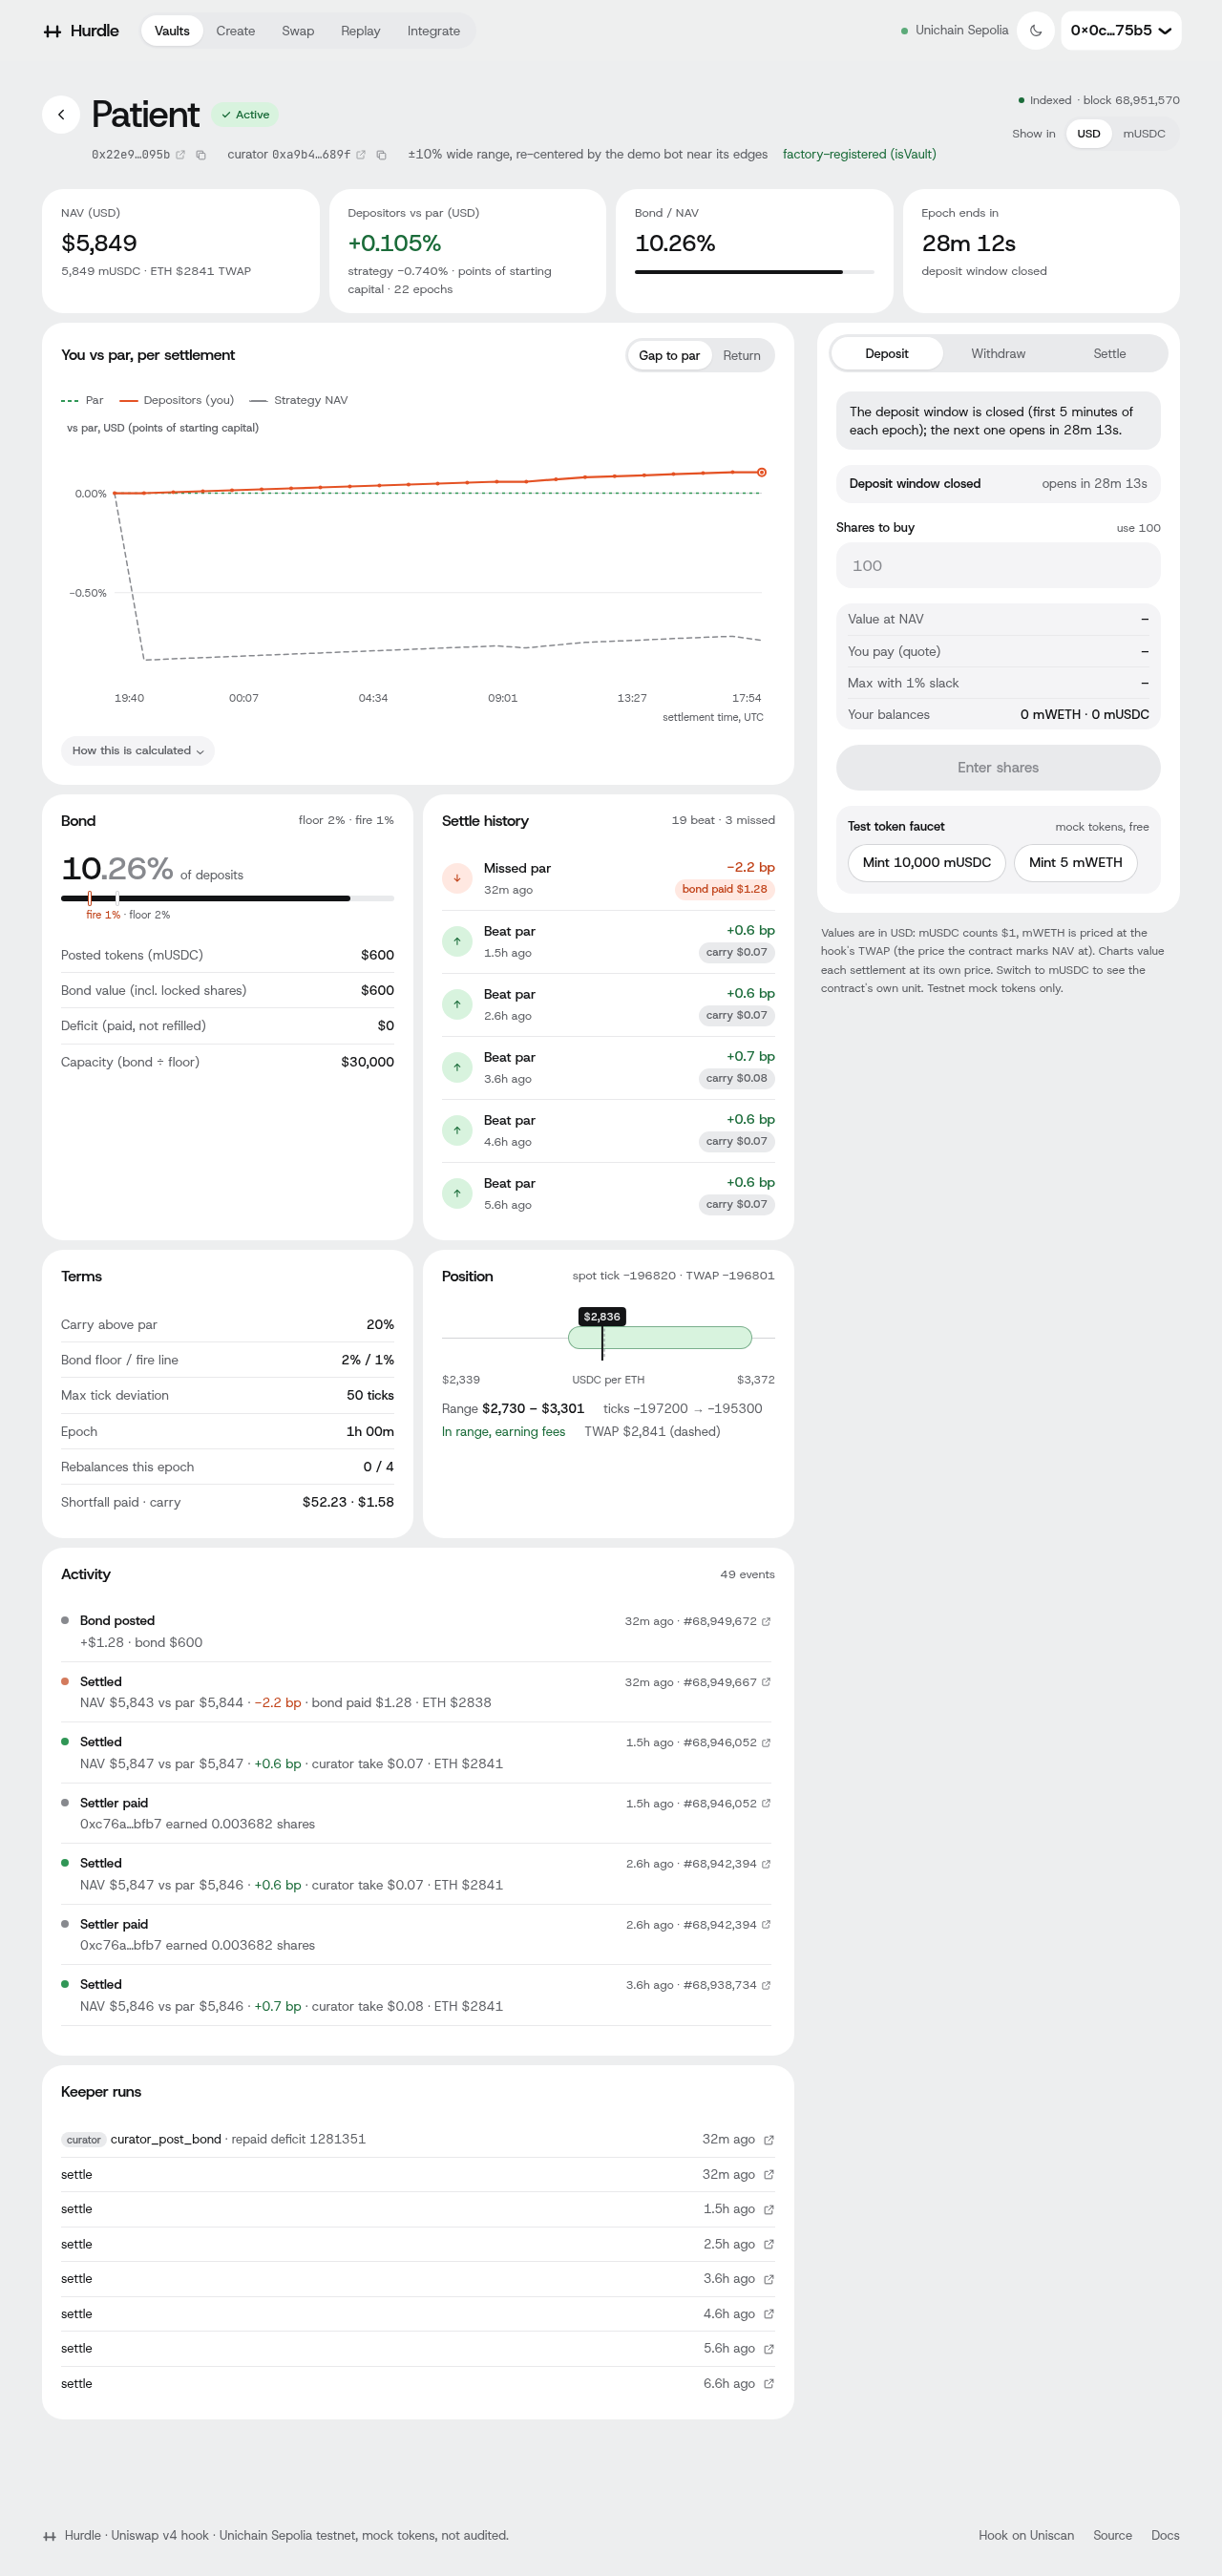 Hurdle
Vaults Create Swap Replay Integrate
Unichain Sepolia
0×0c…75b5
Patient
Active
Indexed · block 68,951,570
Show in USD mUSDC
0x22e9…095b curator 0xa9b4…689f ±10% wide range, re-centered by the demo bot near its edges factory-registered (isVault)
NAV (USD)
$5,849
5,849 mUSDC · ETH $2841 TWAP
Depositors vs par (USD)
+0.105%
strategy −0.740% · points of starting
capital · 22 epochs
Bond / NAV
10.26%
Epoch ends in
28m 12s
deposit window closed
You vs par, per settlement
Gap to par Return
Par Depositors (you) Strategy NAV
vs par, USD (points of starting capital)
0.00%
−0.50%
19:40 00:07 04:34 09:01 13:27 17:54
settlement time, UTC
How this is calculated
Deposit Withdraw Settle
The deposit window is closed (first 5 minutes of
each epoch); the next one opens in 28m 13s.
Deposit window closed opens in 28m 13s
Shares to buy use 100
100
Value at NAV –
You pay (quote) –
Max with 1% slack –
Your balances 0 mWETH · 0 mUSDC
Enter shares
Test token faucet mock tokens, free
Mint 10,000 mUSDC Mint 5 mWETH
Values are in USD: mUSDC counts $1, mWETH is priced at the
hook's TWAP (the price the contract marks NAV at). Charts value
each settlement at its own price. Switch to mUSDC to see the
contract's own unit. Testnet mock tokens only.
Bond floor 2% · fire 1%
10.26% of deposits
fire 1% · floor 2%
Posted tokens (mUSDC) $600
Bond value (incl. locked shares) $600
Deficit (paid, not refilled) $0
Capacity (bond ÷ floor) $30,000
Settle history 19 beat · 3 missed
Missed par −2.2 bp
32m ago bond paid $1.28
Beat par +0.6 bp
1.5h ago carry $0.07
Beat par +0.6 bp
2.6h ago carry $0.07
Beat par +0.7 bp
3.6h ago carry $0.08
Beat par +0.6 bp
4.6h ago carry $0.07
Beat par +0.6 bp
5.6h ago carry $0.07
Terms
Carry above par 20%
Bond floor / fire line 2% / 1%
Max tick deviation 50 ticks
Epoch 1h 00m
Rebalances this epoch 0 / 4
Shortfall paid · carry $52.23 · $1.58
Position spot tick −196820 · TWAP −196801
$2,836
$2,339 USDC per ETH $3,372
Range $2,730 – $3,301 ticks −197200 → −195300
In range, earning fees TWAP $2,841 (dashed)
Activity 49 events
Bond posted 32m ago · #68,949,672
+$1.28 · bond $600
Settled 32m ago · #68,949,667
NAV $5,843 vs par $5,844 · −2.2 bp · bond paid $1.28 · ETH $2838
Settled 1.5h ago · #68,946,052
NAV $5,847 vs par $5,847 · +0.6 bp · curator take $0.07 · ETH $2841
Settler paid 1.5h ago · #68,946,052
0xc76a…bfb7 earned 0.003682 shares
Settled 2.6h ago · #68,942,394
NAV $5,847 vs par $5,846 · +0.6 bp · curator take $0.07 · ETH $2841
Settler paid 2.6h ago · #68,942,394
0xc76a…bfb7 earned 0.003682 shares
Settled 3.6h ago · #68,938,734
NAV $5,846 vs par $5,846 · +0.7 bp · curator take $0.08 · ETH $2841
Keeper runs
curator curator_post_bond · repaid deficit 1281351 32m ago
settle 32m ago
settle 1.5h ago
settle 2.5h ago
settle 3.6h ago
settle 4.6h ago
settle 5.6h ago
settle 6.6h ago
Hurdle · Uniswap v4 hook · Unichain Sepolia testnet, mock tokens, not audited.
Hook on Uniscan Source Docs